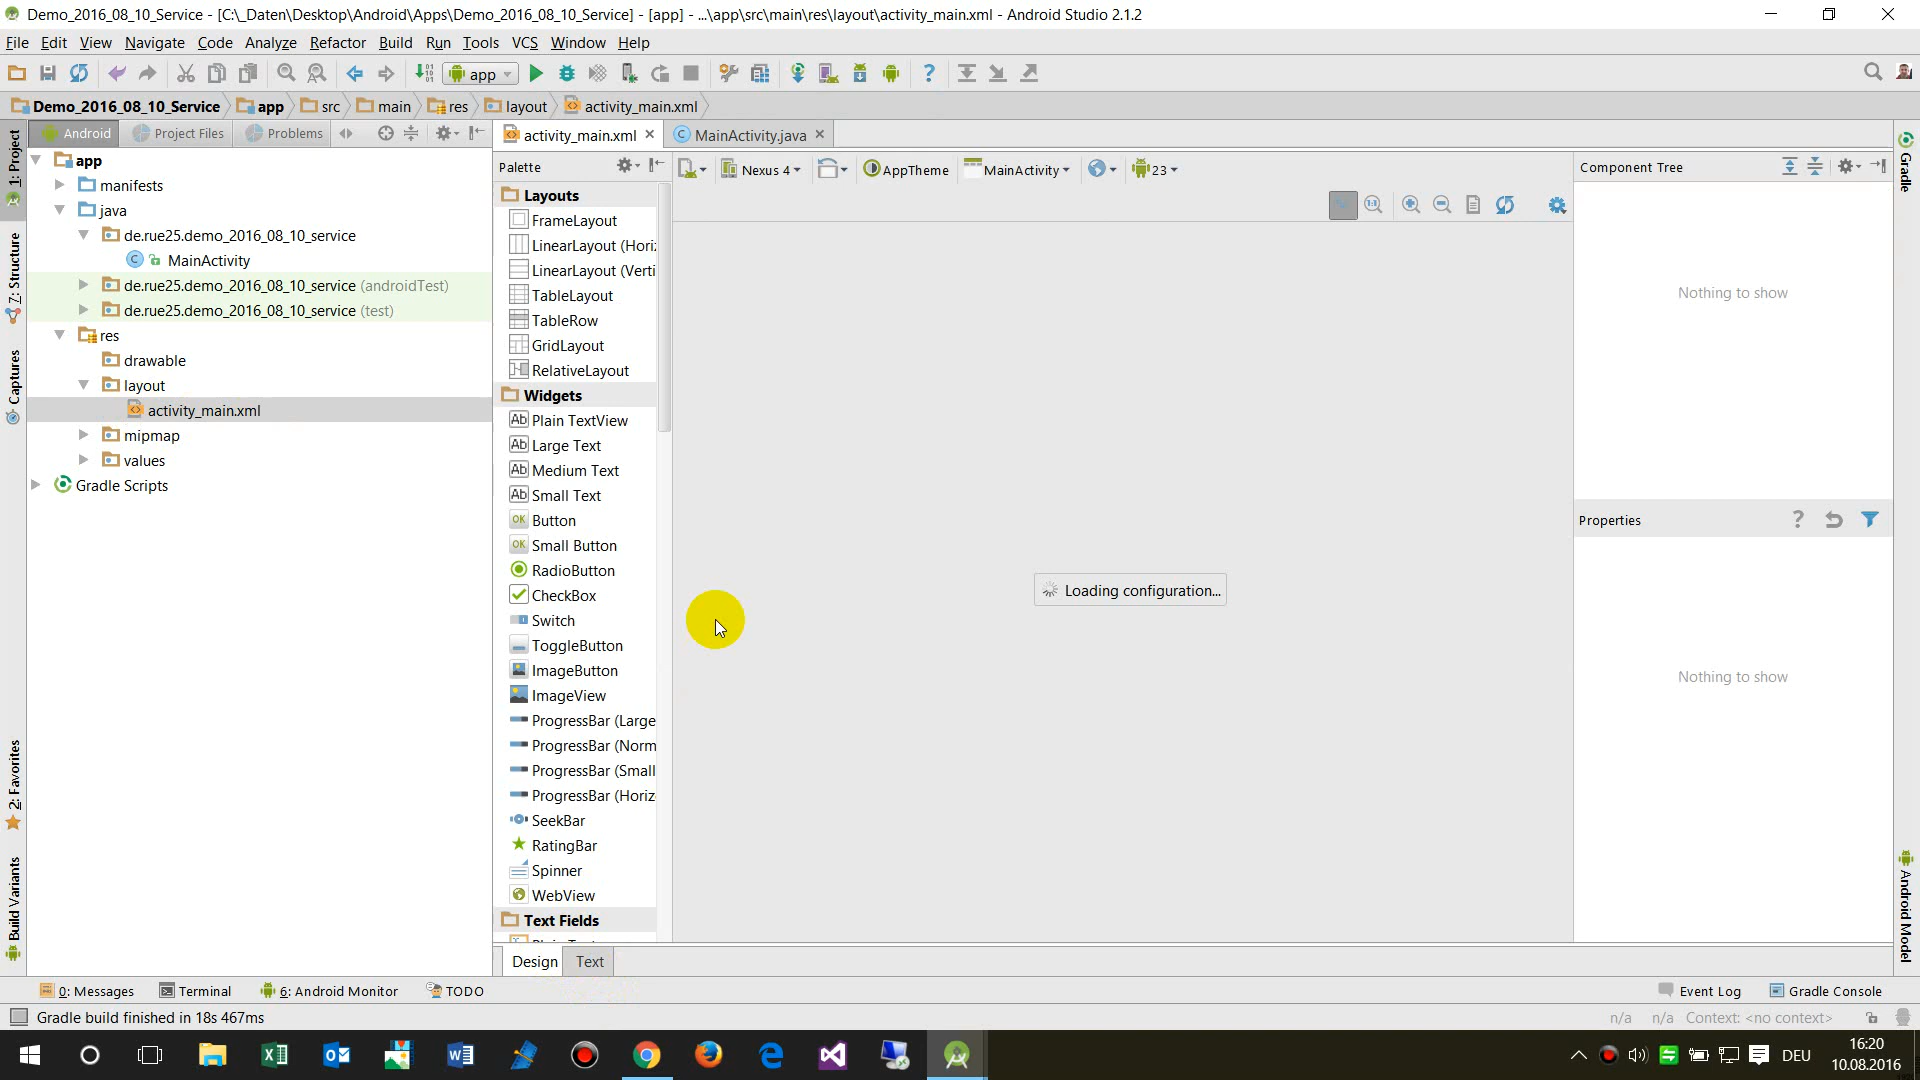 Demo_2016_08_10_Service - [C:\_Daten\Desktop\Android\Apps\Demo_2016_08_10_Service] - [app] - ...\app\src\main\res\layout\activity_main.xml - Android Studio 2.1.2
File Edit View Navigate Code Analyze Refactor Build Run Tools VCS Window Help
app
Demo_2016_08_10_Service app src main res layout activity_main.xml
1: Project
7: Structure
Captures
2: Favorites
Build Variants
Android Project Files Problems
app
manifests
java
de.rue25.demo_2016_08_10_service
MainActivity
de.rue25.demo_2016_08_10_service (androidTest)
de.rue25.demo_2016_08_10_service (test)
res
drawable
layout
activity_main.xml
mipmap
values
Gradle Scripts
activity_main.xml MainActivity.java
Palette
Layouts
FrameLayout
LinearLayout (Hori
LinearLayout (Verti
TableLayout
TableRow
GridLayout
RelativeLayout
Widgets
Plain TextView
Large Text
Medium Text
Small Text
Button
Small Button
RadioButton
CheckBox
Switch
ToggleButton
ImageButton
ImageView
ProgressBar (Large
ProgressBar (Norm
ProgressBar (Small
ProgressBar (Horiz
SeekBar
RatingBar
Spinner
WebView
Text Fields
Nexus 4 AppTheme MainActivity 23
Loading configuration...
Component Tree
Nothing to show
Properties
Nothing to show
Gradle
Android Model
Design Text
0: Messages Terminal 6: Android Monitor TODO Event Log Gradle Console
Gradle build finished in 18s 467ms n/a n/a Context: <no context>
DEU
16:20
10.08.2016